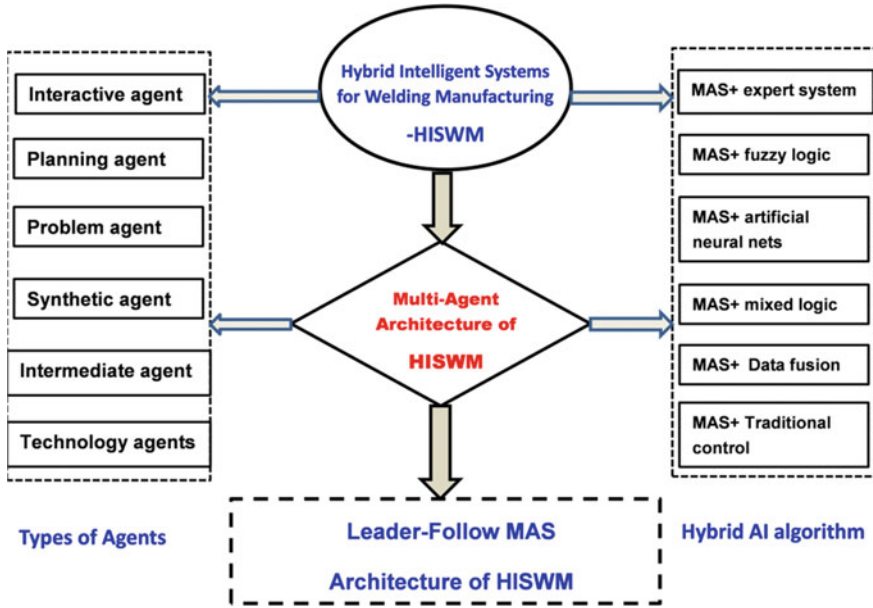 Interactive agent
Planning agent
Problem agent
Synthetic agent
Intermediate agent
Technology agents
Types of Agents
Hybrid Intelligent Systems
for Welding Manufacturing
-HISWM
Multi-Agent
Architecture of
HISWM
Leader-Follow MAS
Architecture of HISWM
MAS+ expert system
MAS+ fuzzy logic
MAS+ artificial
neural nets
MAS+ mixed logic
MAS+ Data fusion
MAS+ Traditional
control
Hybrid AI algorithm